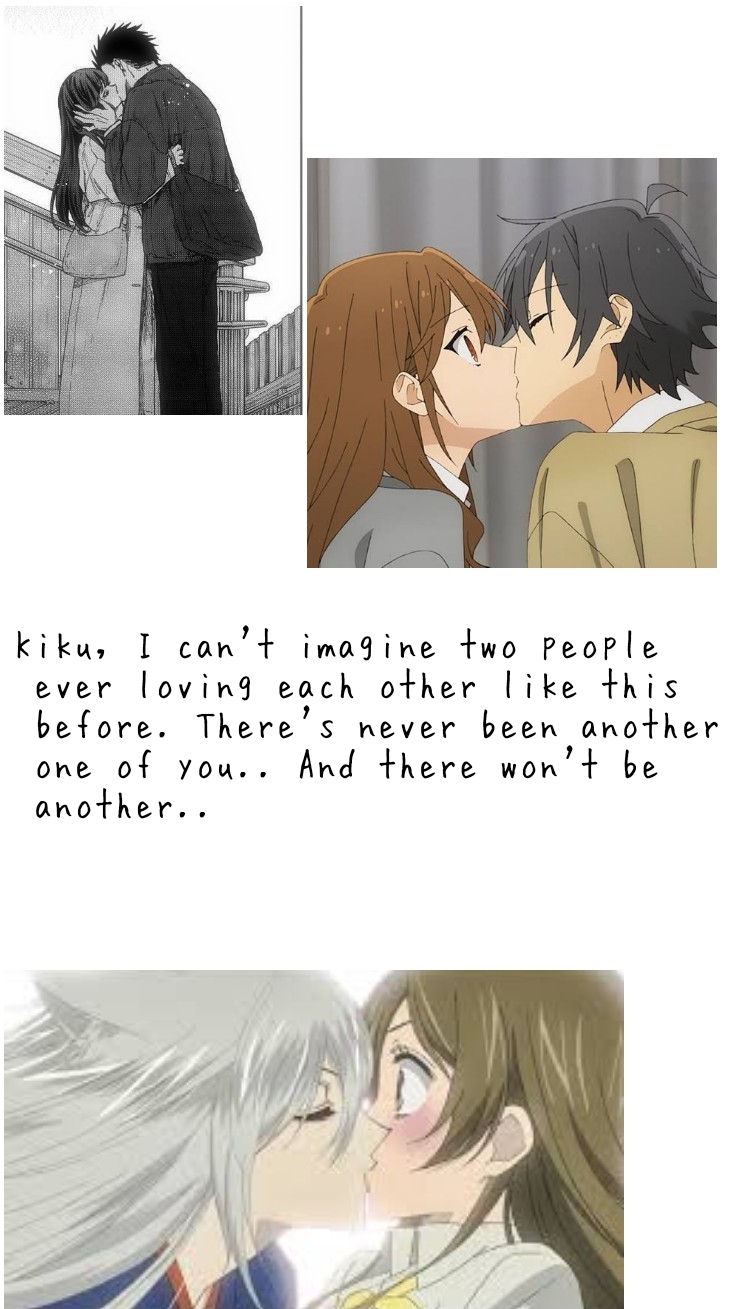 kiku, I can't imagine two people
ever loving each other like this
before. There's never been another
one of you.. And there won't be
another..